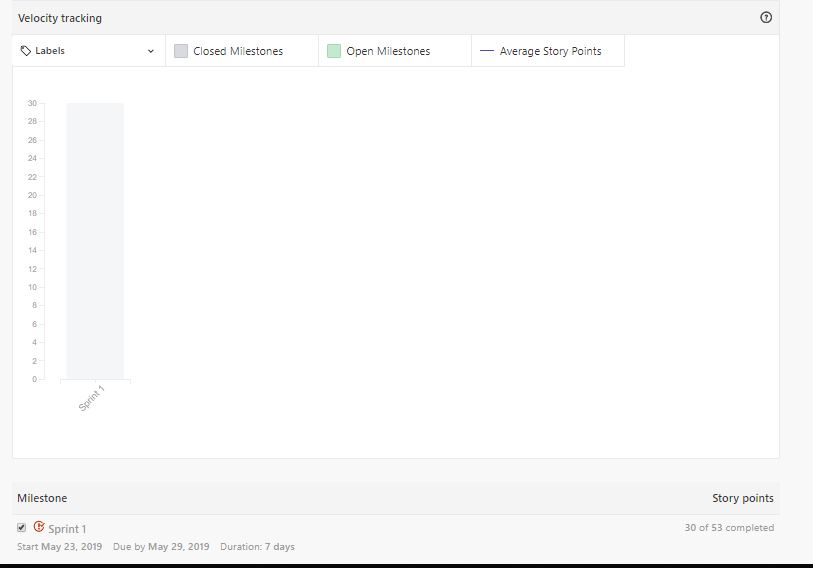 Velocity tracking
Labels Closed Milestones Open Milestones Average Story Points
30
28
26
24
22
20
18
16
14
12
10
8
6
4
2
0
Sprint 1
Milestone Story points
Sprint 1 30 of 53 completed
Start May 23, 2019 Due by May 29, 2019 Duration: 7 days